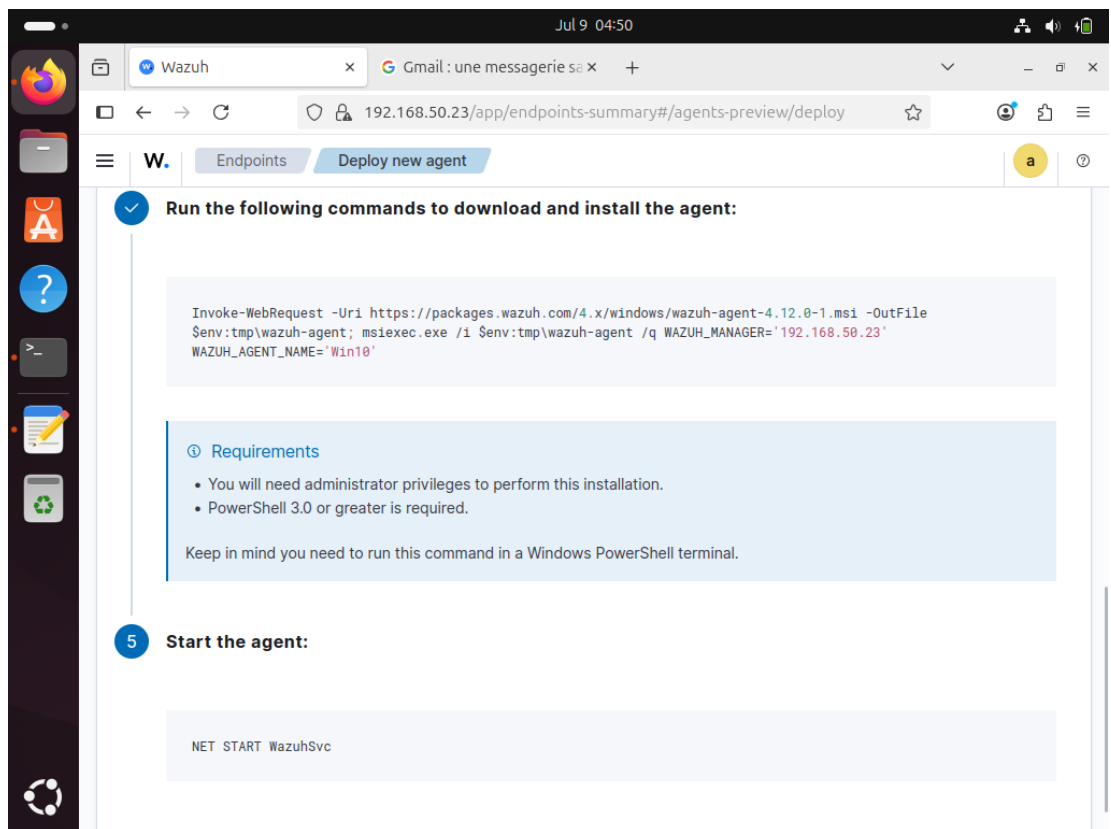 Jul 9 04:50
Wazuh
Gmail : une messagerie sa
192.168.50.23/app/endpoints-summary#/agents-preview/deploy
W. Endpoints Deploy new agent a
Run the following commands to download and install the agent:
Invoke-WebRequest -Uri https://packages.wazuh.com/4.x/windows/wazuh-agent-4.12.0-1.msi -OutFile
$env:tmp\wazuh-agent; msiexec.exe /i $env:tmp\wazuh-agent /q WAZUH_MANAGER='192.168.50.23'
WAZUH_AGENT_NAME='Win10'
Requirements
• You will need administrator privileges to perform this installation.
• PowerShell 3.0 or greater is required.
Keep in mind you need to run this command in a Windows PowerShell terminal.
5 Start the agent:
NET START WazuhSvc